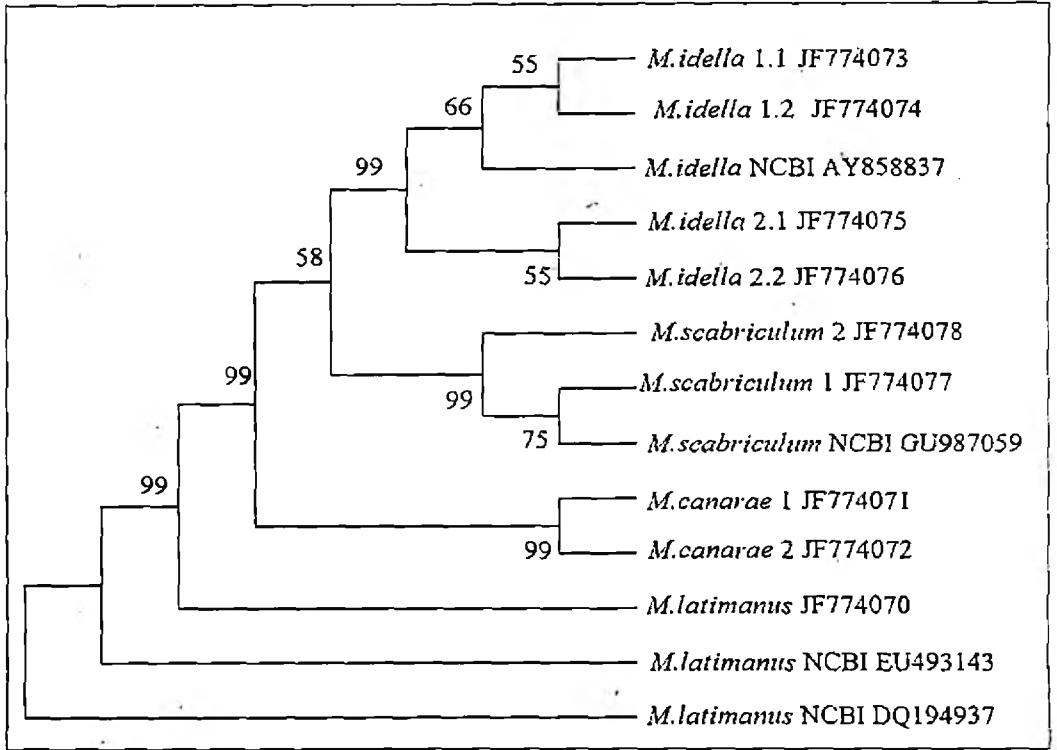 55
M.idella 1.1 JF774073
66
M.idella 1.2 JF774074
99
M.idella NCBI AY858837
M.idella 2.1 JF774075
58
55
M.idella 2.2 JF774076
M.scabriculum 2 JF774078
99
M.scabriculum 1 JF774077
99
75
M.scabriculum NCBI GU987059
99
M.canarae 1 JF774071
99
M.canarae 2 JF774072
M.latimanus JF774070
M.latimanus NCBI EU493143
M.latimanus NCBI DQ194937